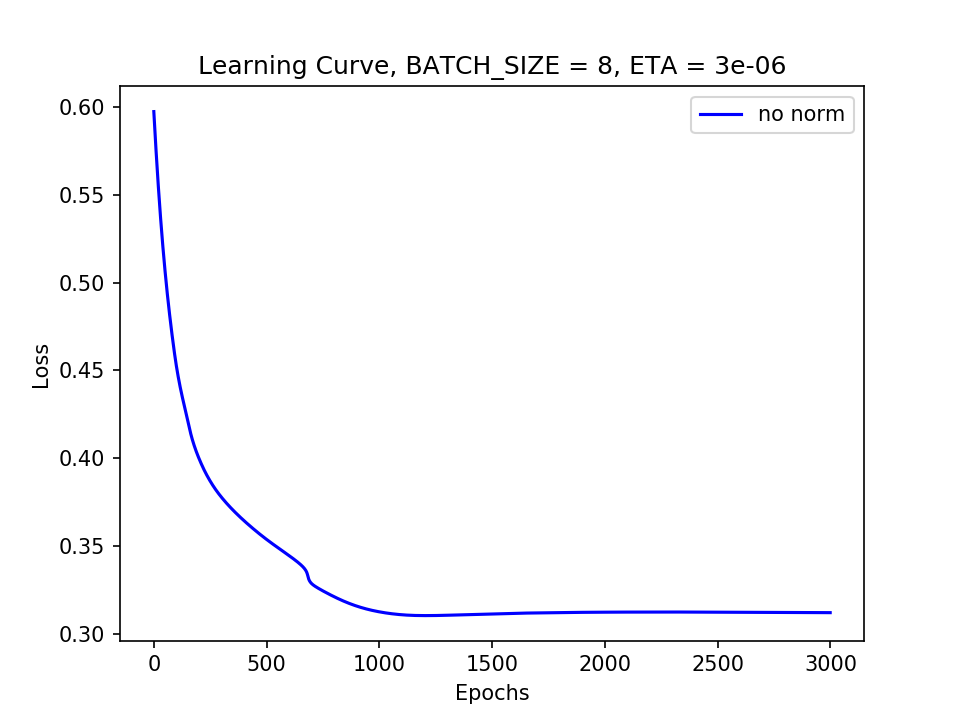 Learning Curve, BATCH_SIZE = 8, ETA = 3e-06
no norm
0.60
0.55
0.50
0.45
0.40
0.35
0.30
Loss
0 500 1000 1500 2000 2500 3000
Epochs